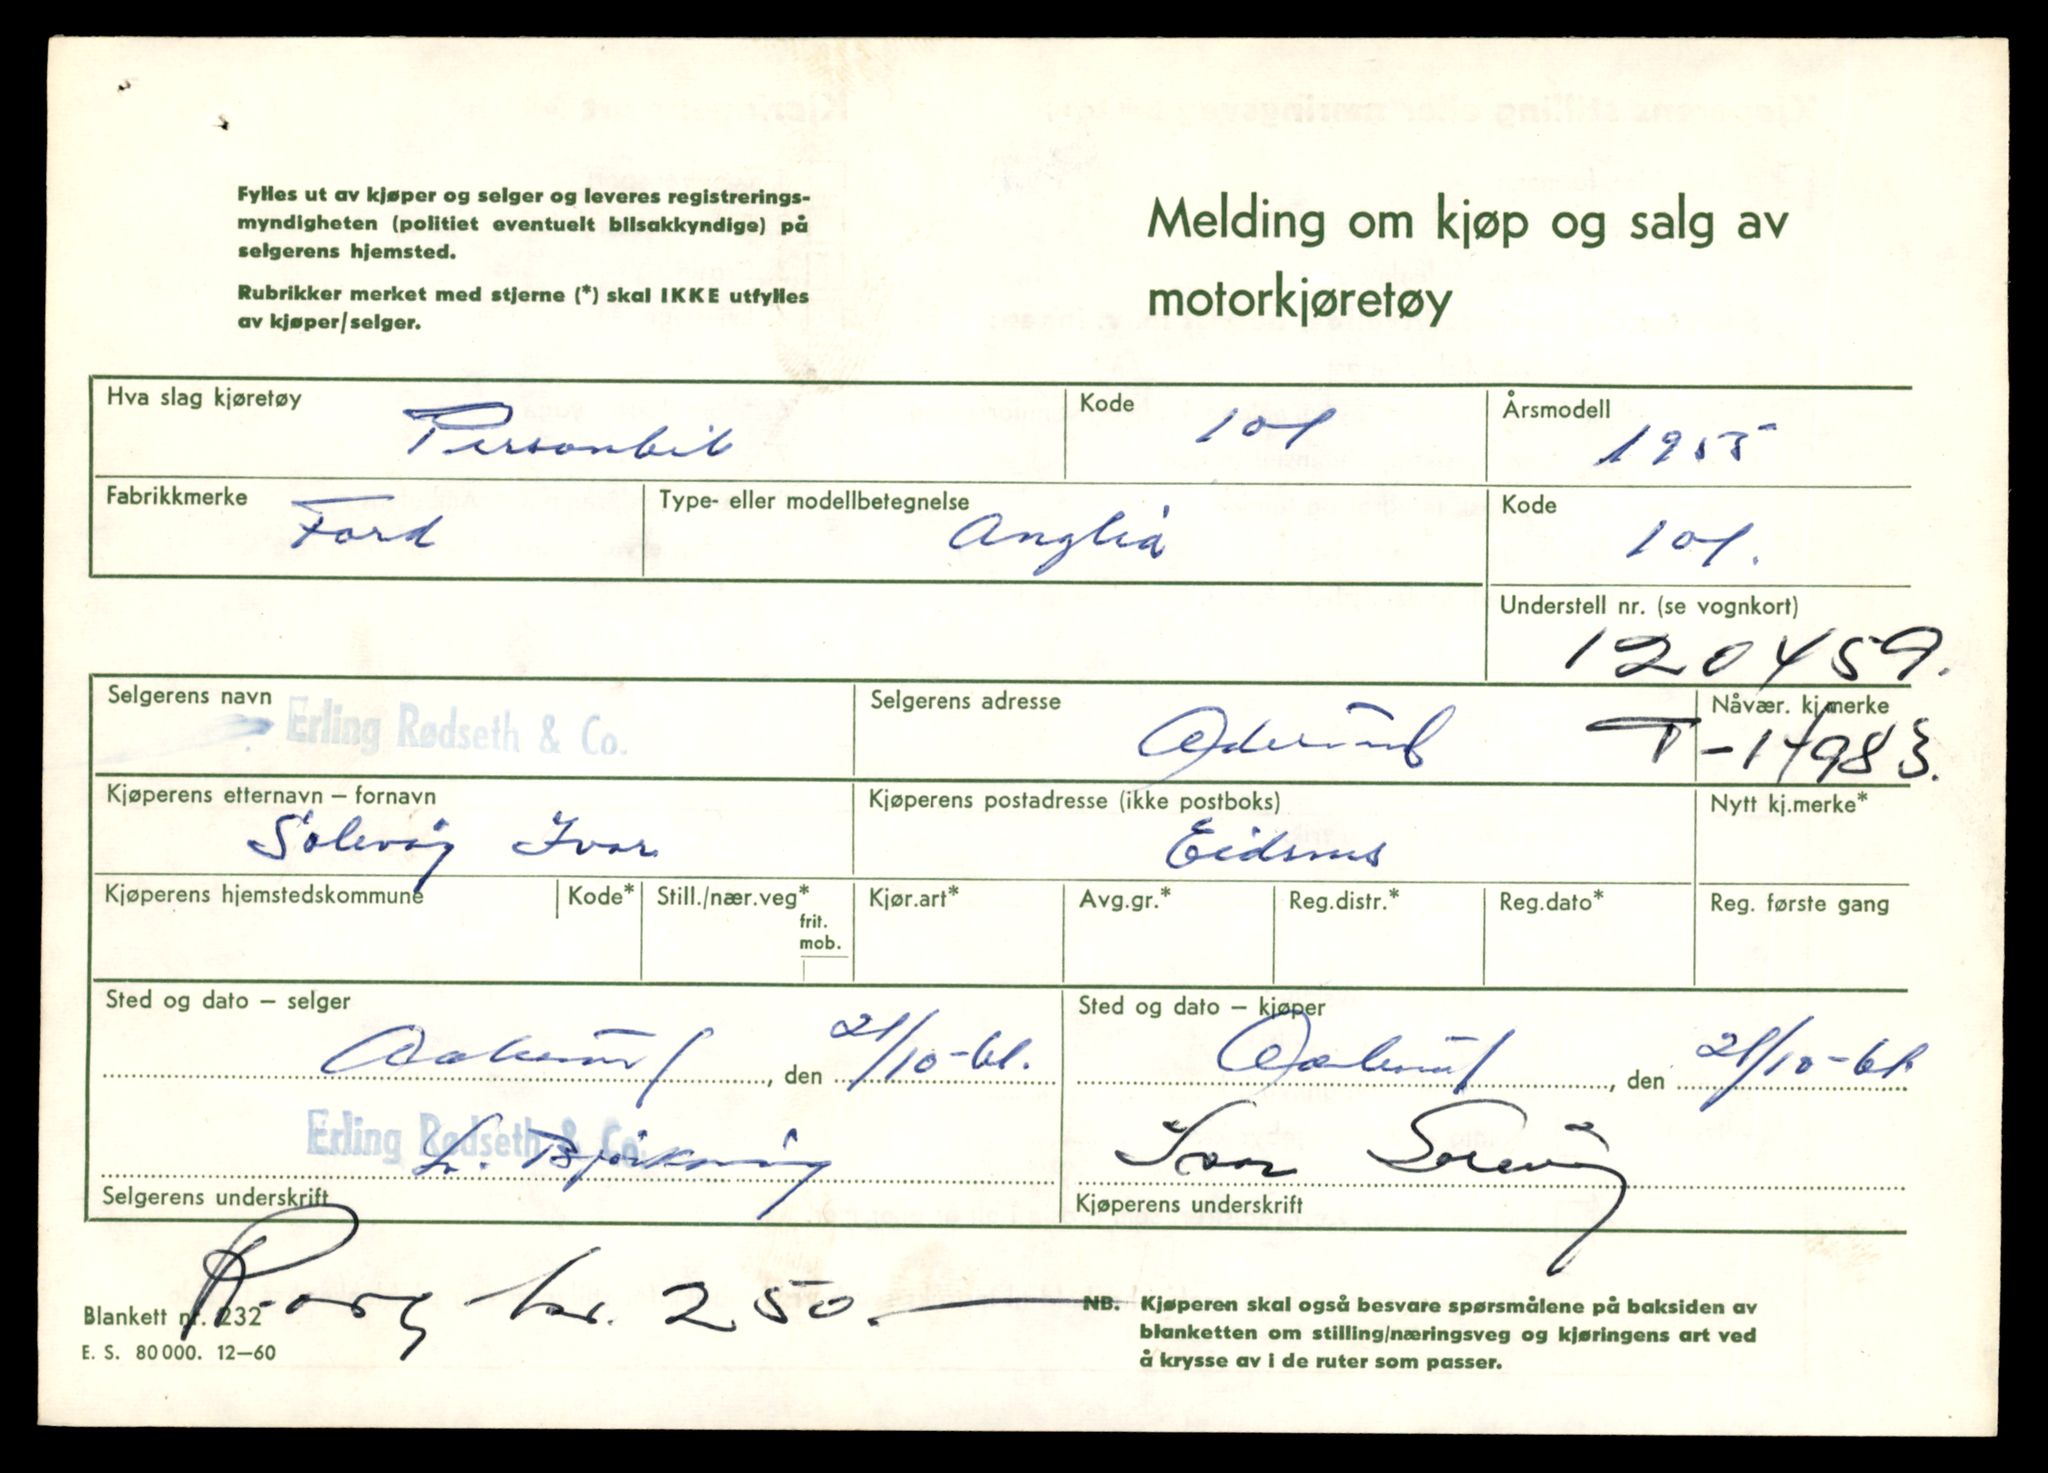 Fylles ut av kjøper og selger og leveres registrerings-
myndigheten (politiet eventuelt bilsakkyndige) på
selgerens hjemsted.
Rubrikker merket med stjerne (*) skal IKKE utfylles
av kjøper/selger.
Melding om kjøp og salg av
motorkjøretøy
Hva slag kjøretøy Personbil Kode 101 Årsmodell 1955
Fabrikkmerke Ford Type- eller modellbetegnelse Anglia Kode 101.
Understell nr. (se vognkort)
120459.
Selgerens navn Erling Rødseth & Co. Selgerens adresse Nåvær. kj.merke
T-14983.
Kjøperens etternavn – fornavn Kjøperens postadresse (ikke postboks) Nytt kj.merke*
Solevåg Ivar Eidsnes
Kjøperens hjemstedskommune Kode* Still./nær.veg* Kjør.art* Avg.gr.* Reg.distr.* Reg.dato* Reg. første gang
frit.
mob.
Sted og dato – selger Sted og dato – kjøper
, den 21/10-61. , den 21/10-61.
Erling Rødseth & Co. Ivar Solevåg
Selgerens underskrift Kjøperens underskrift
kr. 250.
Blankett nr. 232
E. S. 80 000. 12–60
NB. Kjøperen skal også besvare spørsmålene på baksiden av
blanketten om stilling/næringsveg og kjøringens art ved
å krysse av i de ruter som passer.